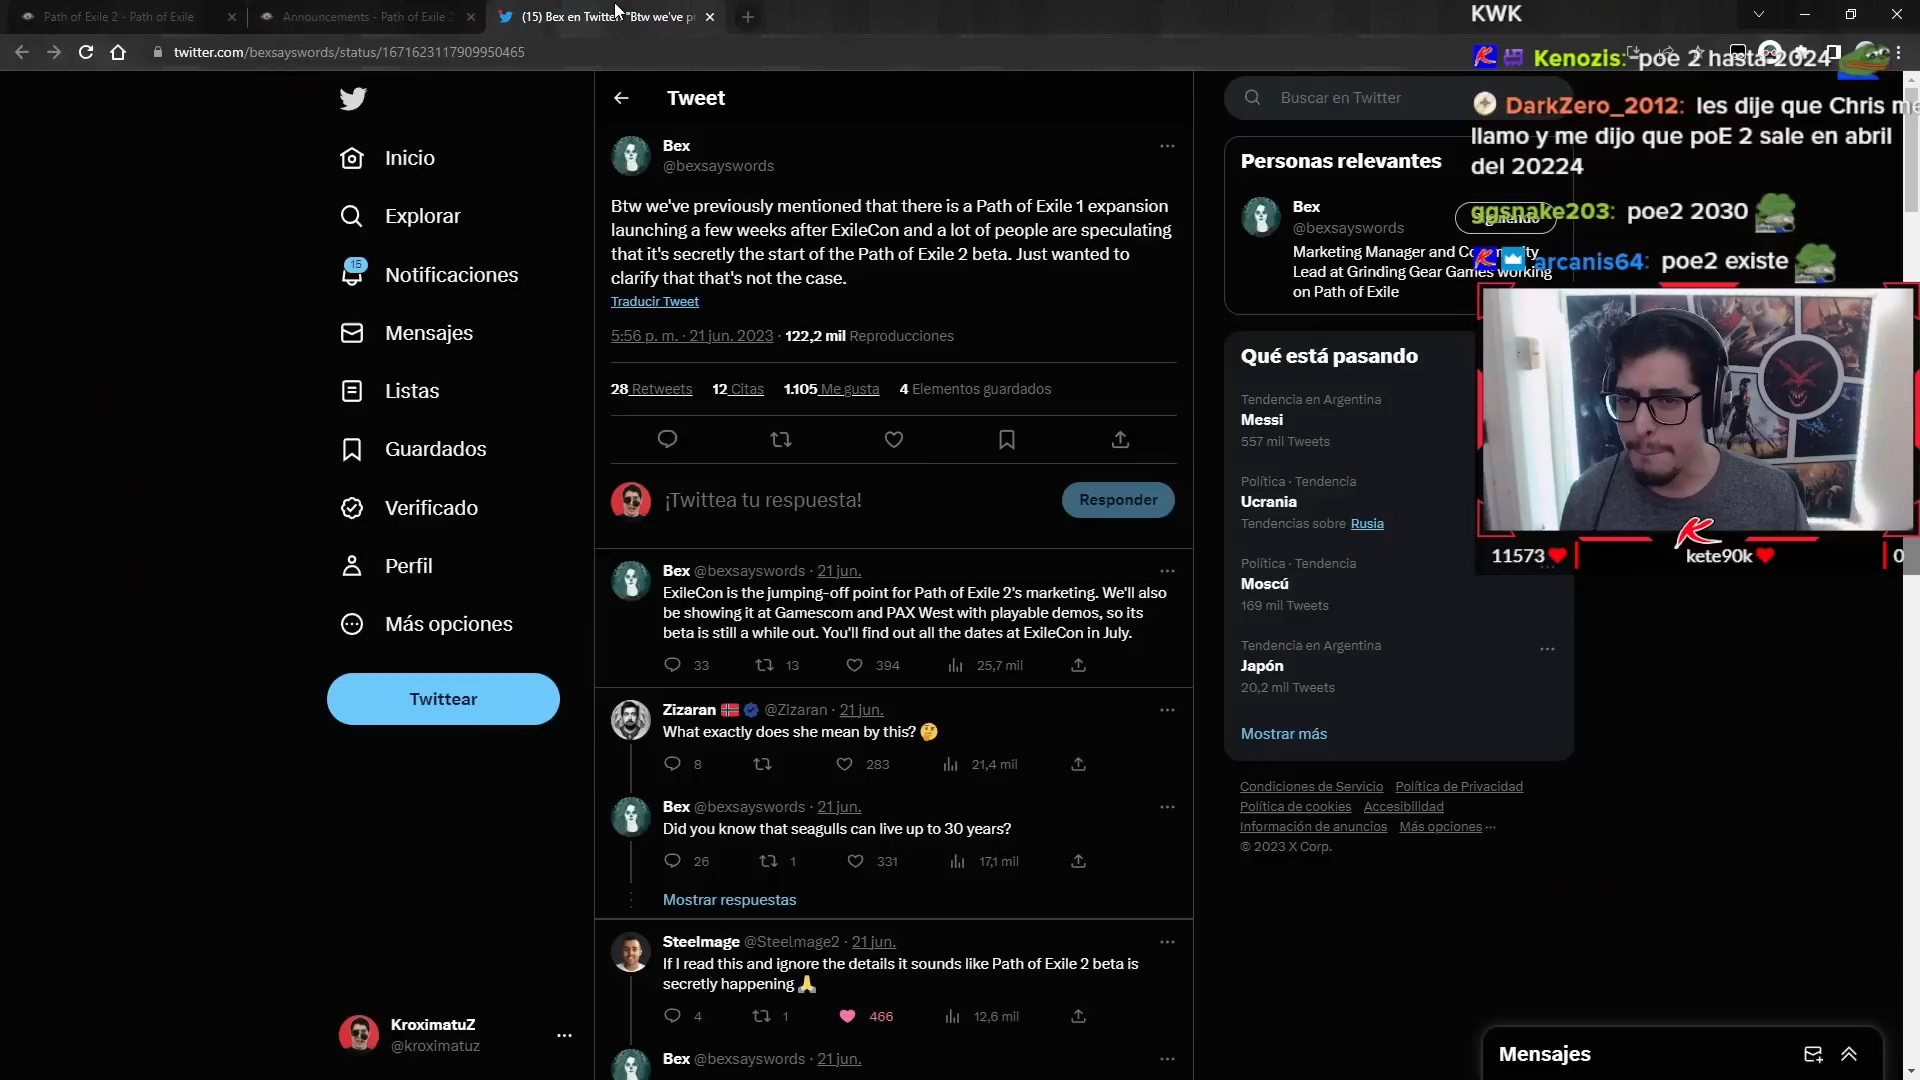 Path of Exile 2 - Path of Exile
Announcements - Path of Exile 2
(15) Bex en Twitter: "Btw we've pr
twitter.com/bexsayswords/status/1671623117909950465
Inicio
Explorar
15
Notificaciones
Mensajes
Listas
Guardados
Verificado
Perfil
Más opciones
Twittear
KroximatuZ
@kroximatuz
Tweet
Bex
@bexsayswords
Btw we've previously mentioned that there is a Path of Exile 1 expansion
launching a few weeks after ExileCon and a lot of people are speculating
that it's secretly the start of the Path of Exile 2 beta. Just wanted to
clarify that that's not the case.
Traducir Tweet
5:56 p. m. · 21 jun. 2023 · 122,2 mil Reproducciones
28 Retweets 12 Citas 1.105 Me gusta 4 Elementos guardados
¡Twittea tu respuesta!
Responder
Bex @bexsayswords · 21 jun.
ExileCon is the jumping-off point for Path of Exile 2's marketing. We'll also
be showing it at Gamescom and PAX West with playable demos, so its
beta is still a while out. You'll find out all the dates at ExileCon in July.
33 13 394 25,7 mil
Zizaran @Zizaran · 21 jun.
What exactly does she mean by this?
8 283 21,4 mil
Bex @bexsayswords · 21 jun.
Did you know that seagulls can live up to 30 years?
26 1 331 17,1 mil
Mostrar respuestas
Steelmage @Steelmage2 · 21 jun.
If I read this and ignore the details it sounds like Path of Exile 2 beta is
secretly happening
4 1 466 12,6 mil
Bex @bexsayswords · 21 jun.
Buscar en Twitter
Personas relevantes
Bex
@bexsayswords
Siguiendo
Marketing Manager and Community
Lead at Grinding Gear Games working
on Path of Exile
Qué está pasando
Tendencia en Argentina
Messi
557 mil Tweets
Política · Tendencia
Ucrania
Tendencias sobre Rusia
Política · Tendencia
Moscú
169 mil Tweets
Tendencia en Argentina
Japón
20,2 mil Tweets
Mostrar más
Condiciones de Servicio Política de Privacidad
Política de cookies Accesibilidad
Información de anuncios Más opciones ···
© 2023 X Corp.
KWK
Kenozis: poe 2 hasta 2024
DarkZero_2012: les dije que Chris me
llamo y me dijo que poE 2 sale en abril
del 20224
ggsnake203: poe2 2030
arcanis64: poe2 existe
11573 kete90k 0
Mensajes